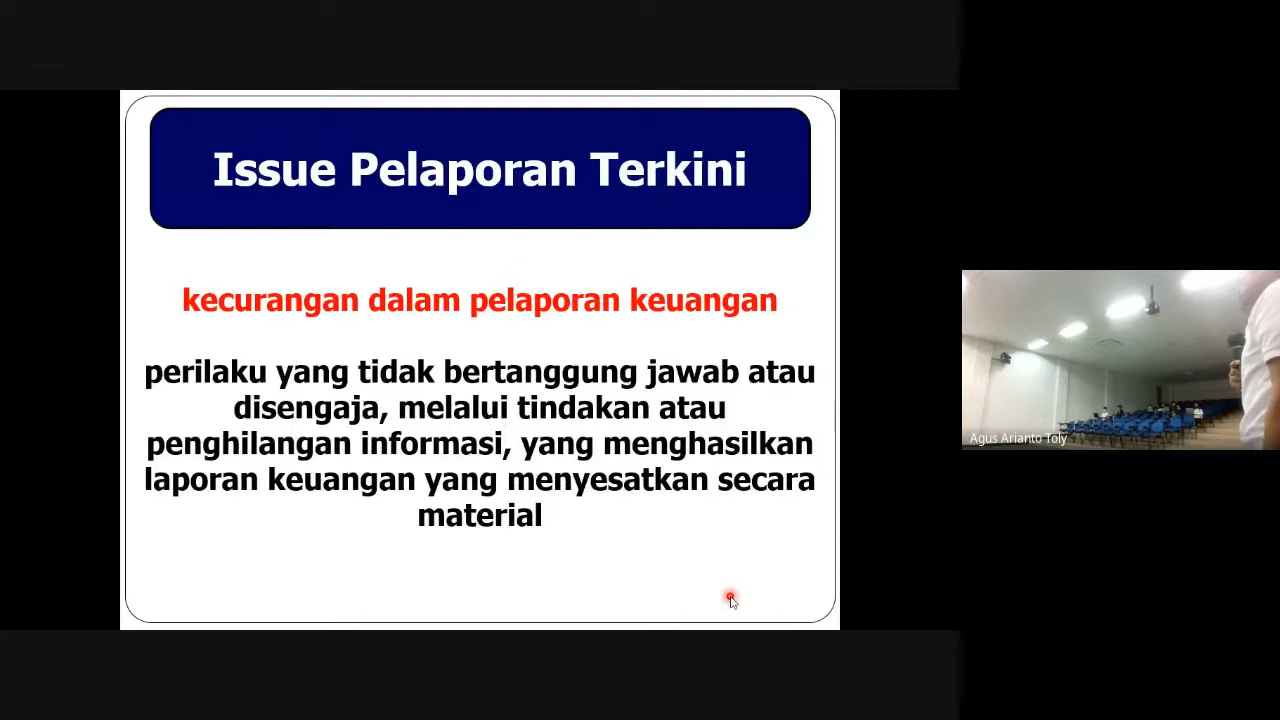 Issue Pelaporan Terkini
kecurangan dalam pelaporan keuangan
perilaku yang tidak bertanggung jawab atau
disengaja, melalui tindakan atau
penghilangan informasi, yang menghasilkan
laporan keuangan yang menyesatkan secara
material
Agus Arianto Toly